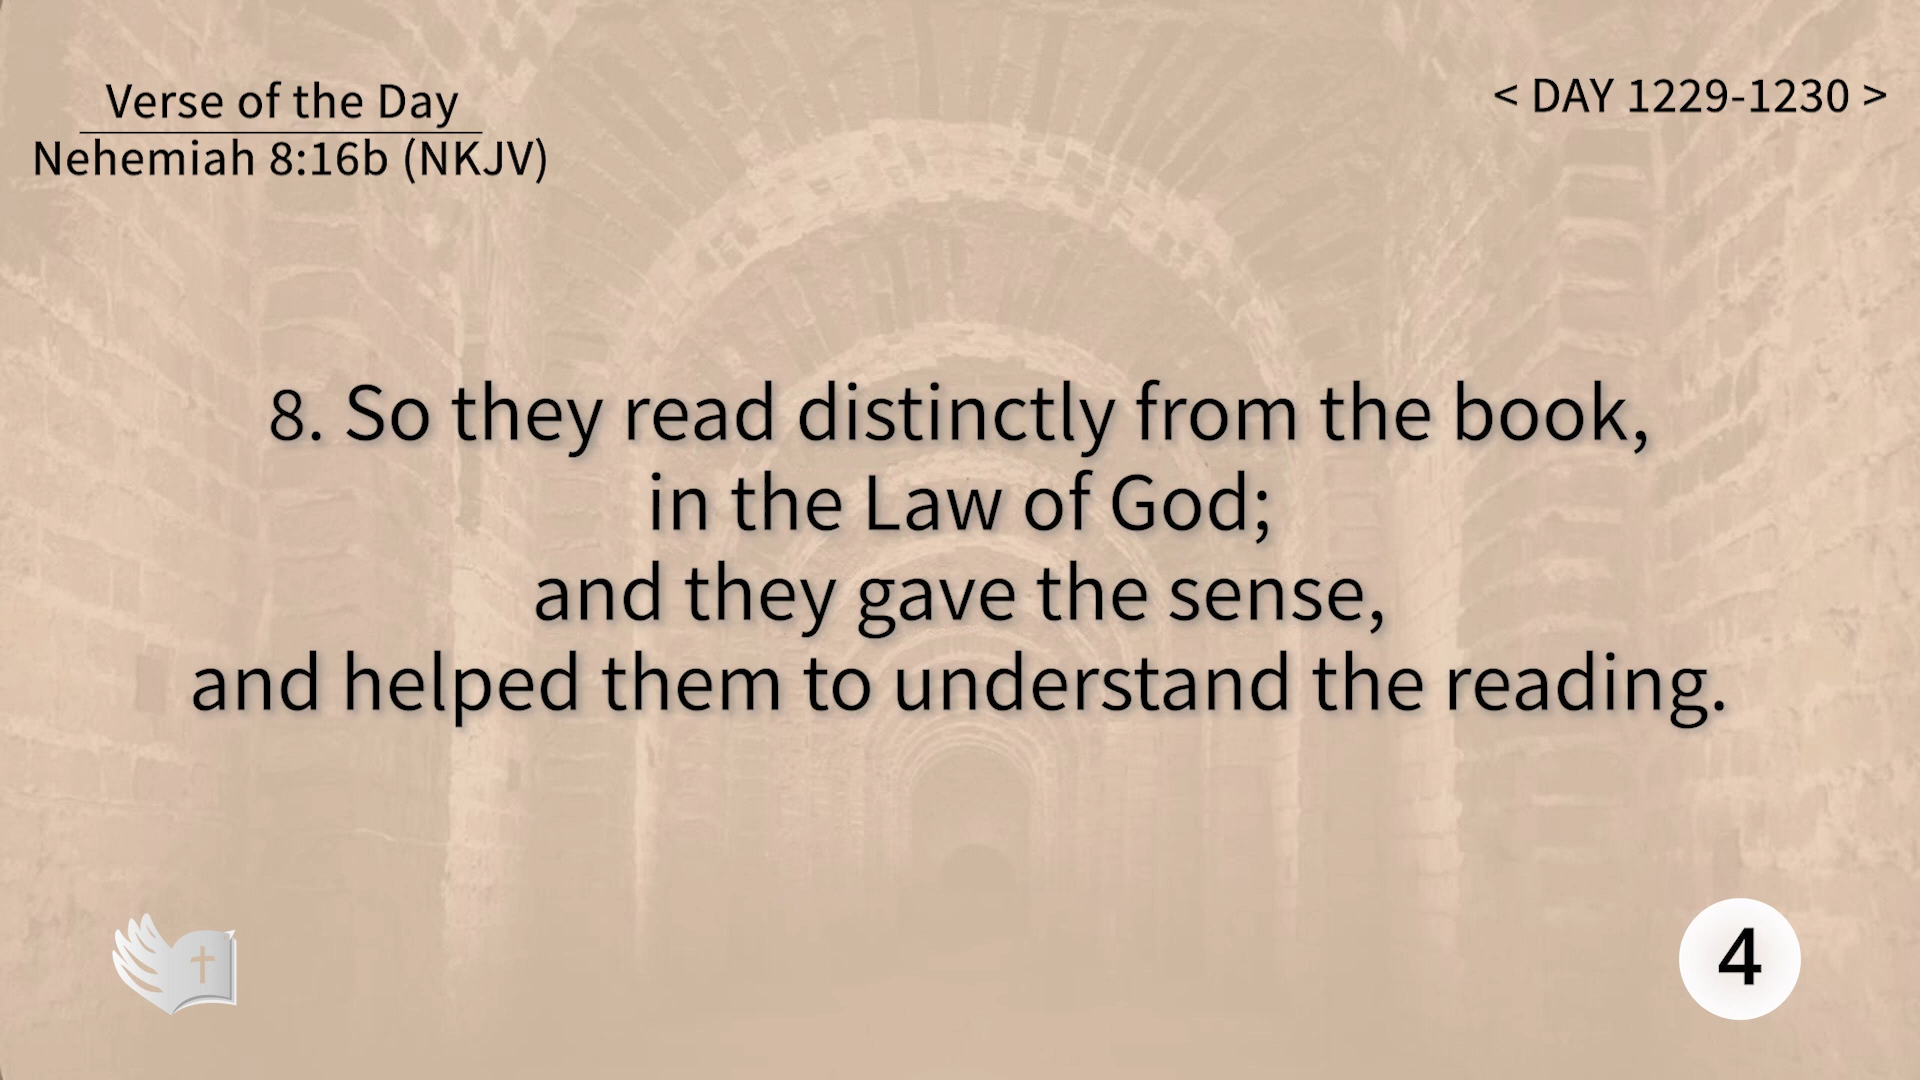 Verse of the Day
Nehemiah 8:16b (NKJV)
< DAY 1229-1230 >
8. So they read distinctly from the book,
in the Law of God;
and they gave the sense,
and helped them to understand the reading.
4